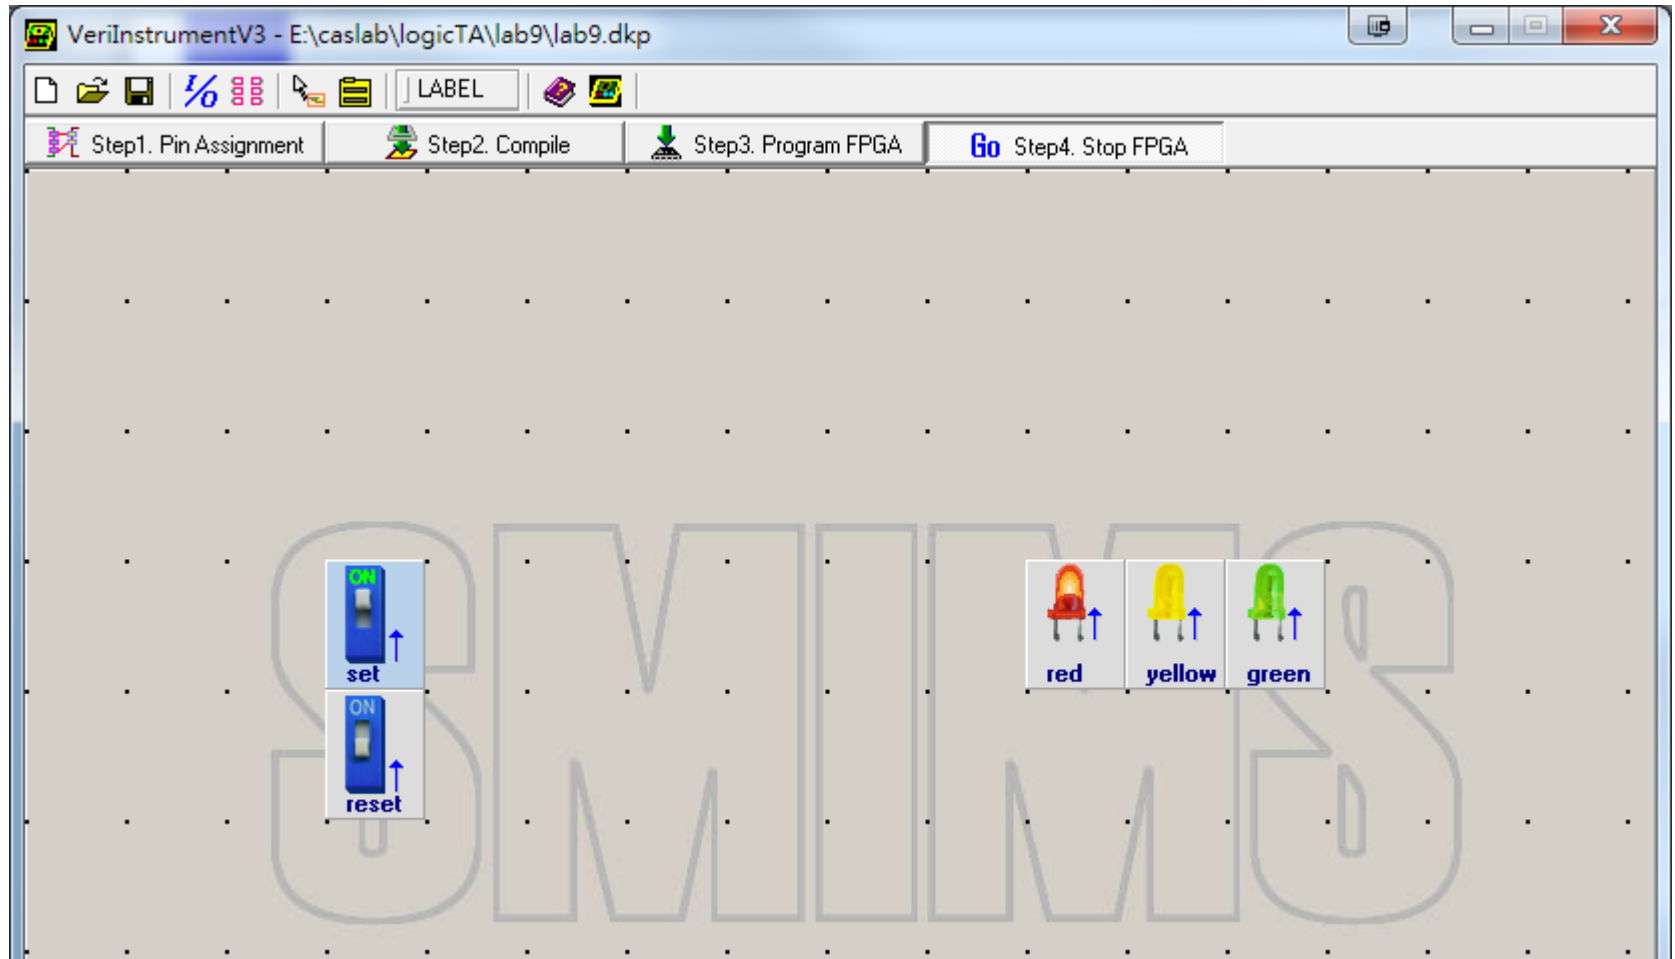 VeriInstrumentV3 - E:\caslab\logicTA\lab9\lab9.dkp
I/O LABEL
Step1. Pin Assignment Step2. Compile Step3. Program FPGA Go Step4. Stop FPGA
SMIMS
ON
set
red yellow green
ON
reset